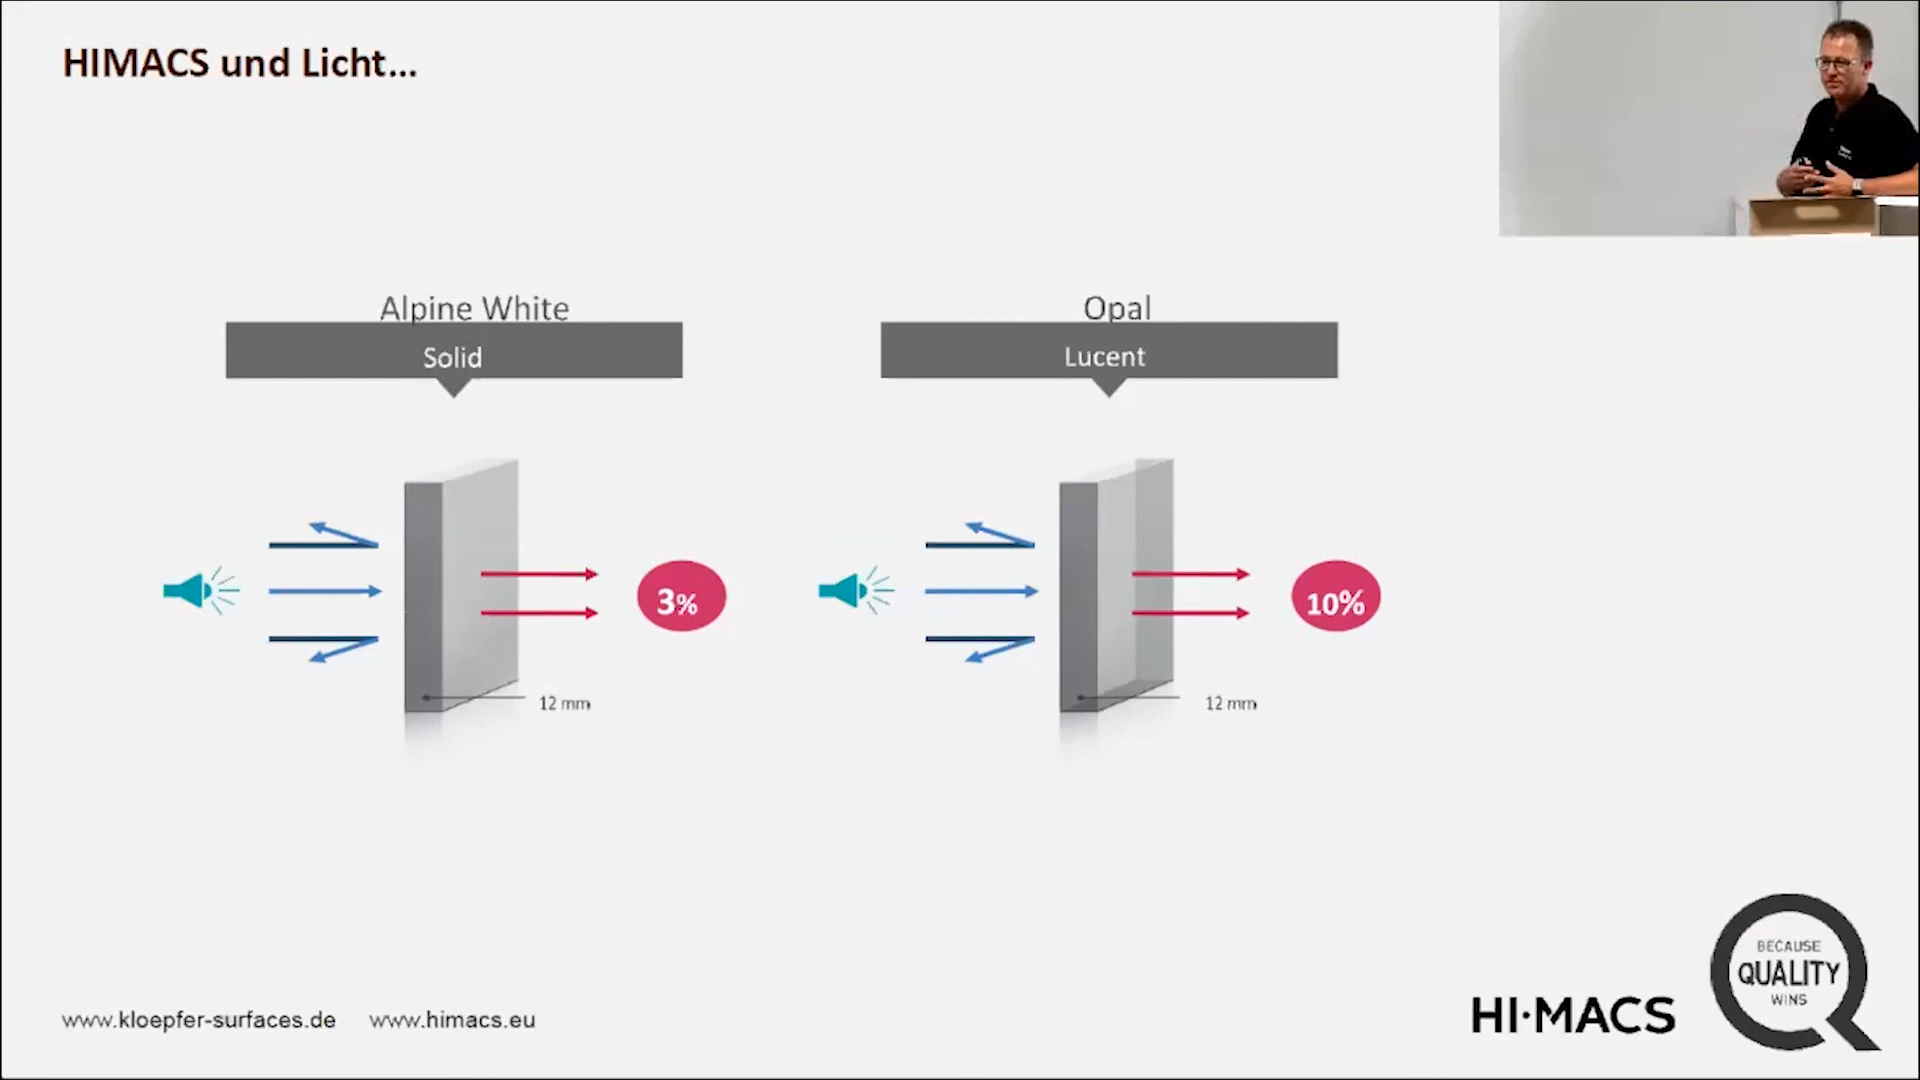 HIMACS und Licht...
Alpine White
Solid
Opal
Lucent
3%
10%
12 mm
12 mm
www.kloepfer-surfaces.de www.himacs.eu
HI·MACS
BECAUSE
QUALITY
WINS